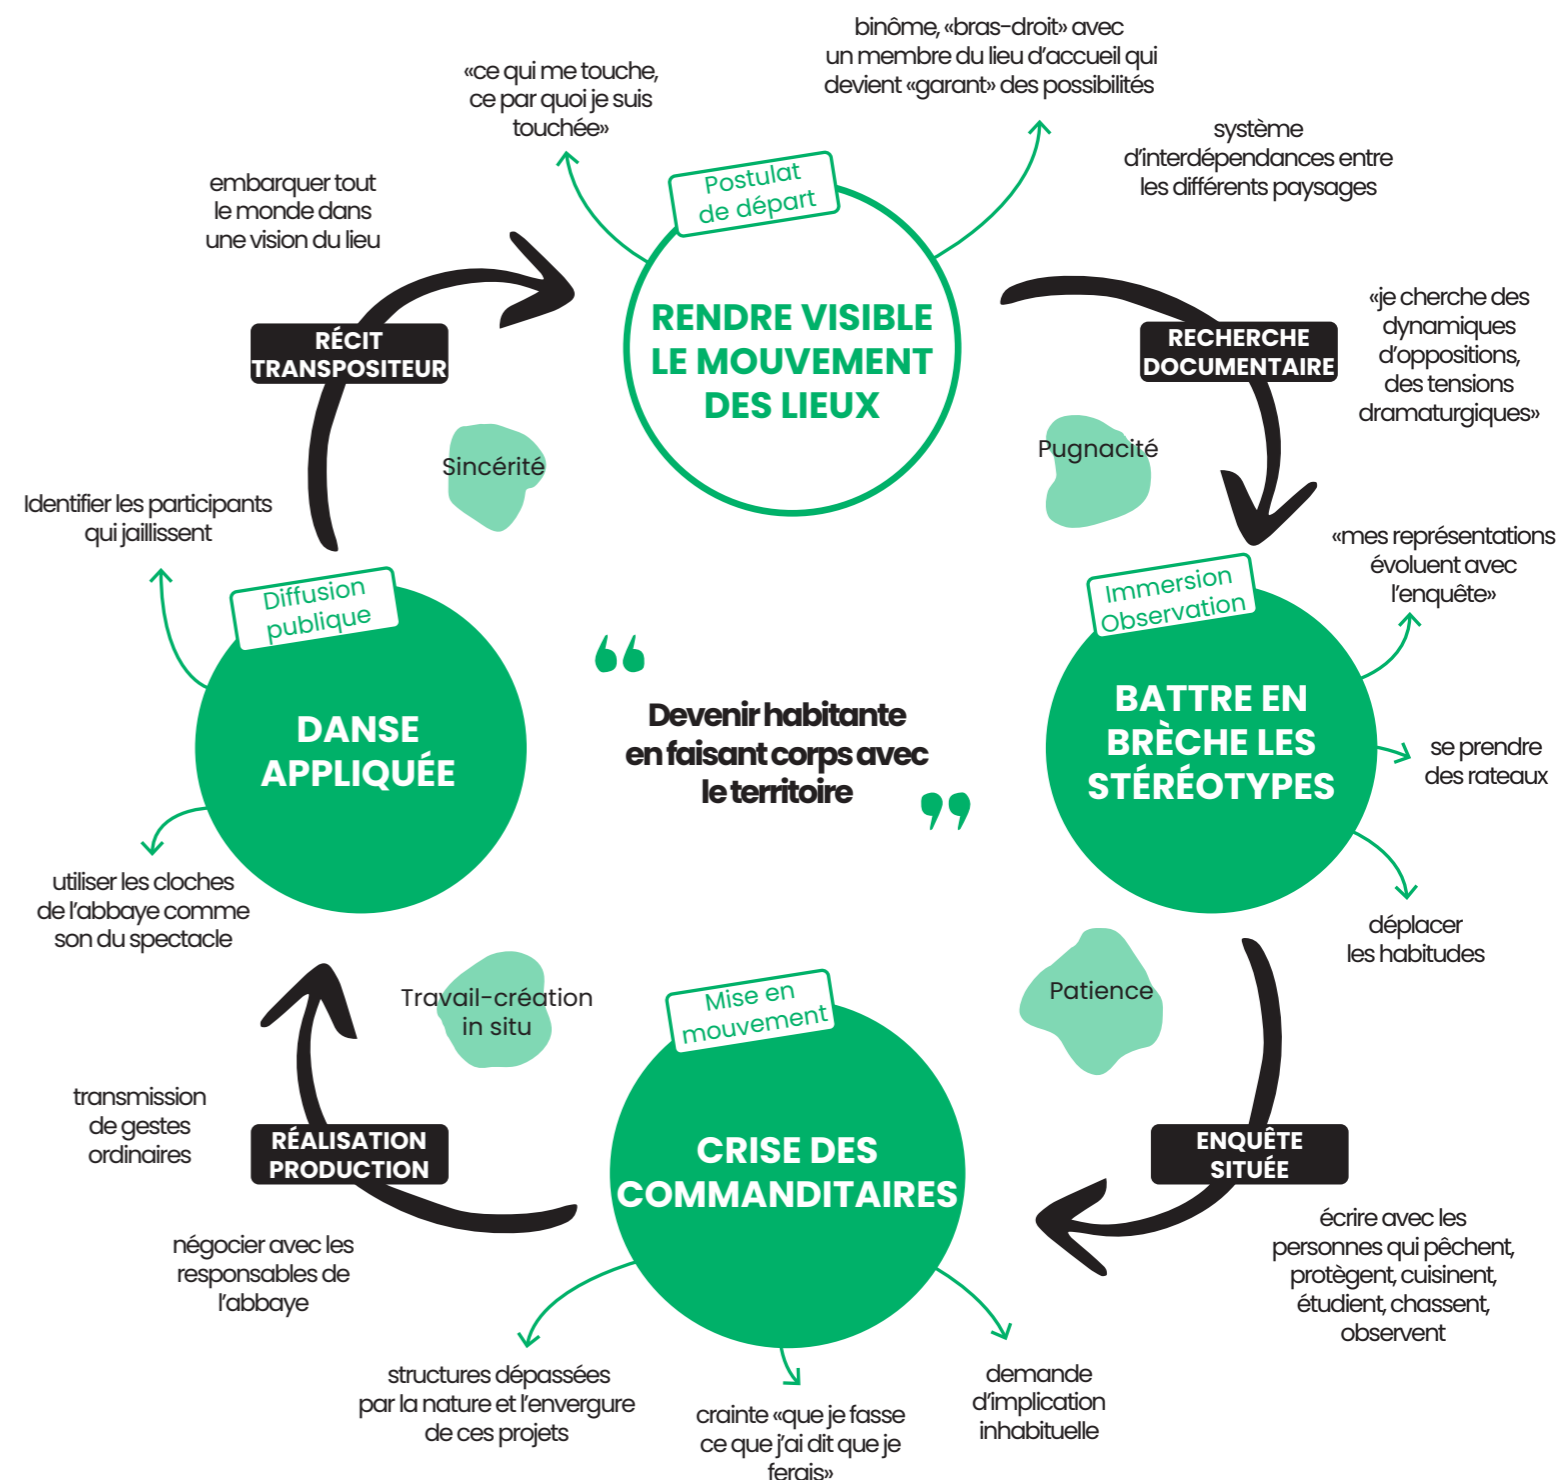 binôme, «bras-droit» avec
un membre du lieu d’accueil qui
devient «garant» des possibilités
«ce qui me touche,
ce par quoi je suis
touchée»
système
d’interdépendances entre
les différents paysages
embarquer tout
le monde dans
une vision du lieu
Postulat
de départ
RENDRE VISIBLE
LE MOUVEMENT
DES LIEUX
RÉCIT
TRANSPOSITEUR
RECHERCHE
DOCUMENTAIRE
«je cherche des
dynamiques
d’oppositions,
des tensions
dramaturgiques»
Sincérité
Pugnacité
Identifier les participants
qui jaillissent
«mes représentations
évoluent avec
l’enquête»
Diffusion
publique
DANSE
APPLIQUÉE
“
Devenir habitante
en faisant corps avec
le territoire
”
Immersion
Observation
BATTRE EN
BRÈCHE LES
STÉRÉOTYPES
se prendre
des rateaux
déplacer
les habitudes
utiliser les cloches
de l’abbaye comme
son du spectacle
Travail-création
in situ
Patience
Mise en
mouvement
CRISE DES
COMMANDITAIRES
transmission
de gestes
ordinaires
RÉALISATION
PRODUCTION
ENQUÊTE
SITUÉE
négocier avec les
responsables de
l’abbaye
écrire avec les
personnes qui pêchent,
protègent, cuisinent,
étudient, chassent,
observent
structures dépassées
par la nature et l’envergure
de ces projets
crainte «que je fasse
ce que j’ai dit que je
ferais»
demande
d’implication
inhabituelle